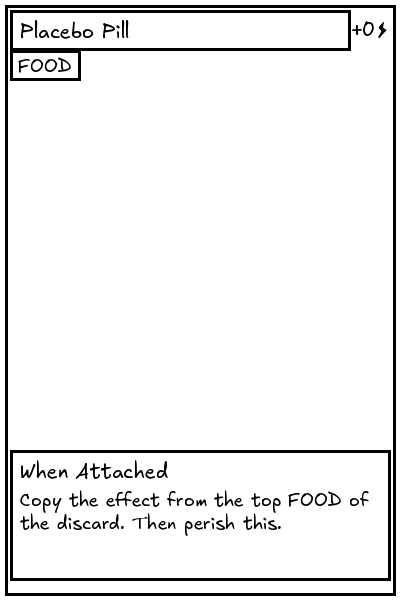 Placebo Pill
+0⚡
FOOD
When Attached
Copy the effect from the top FOOD of
the discard. Then perish this.